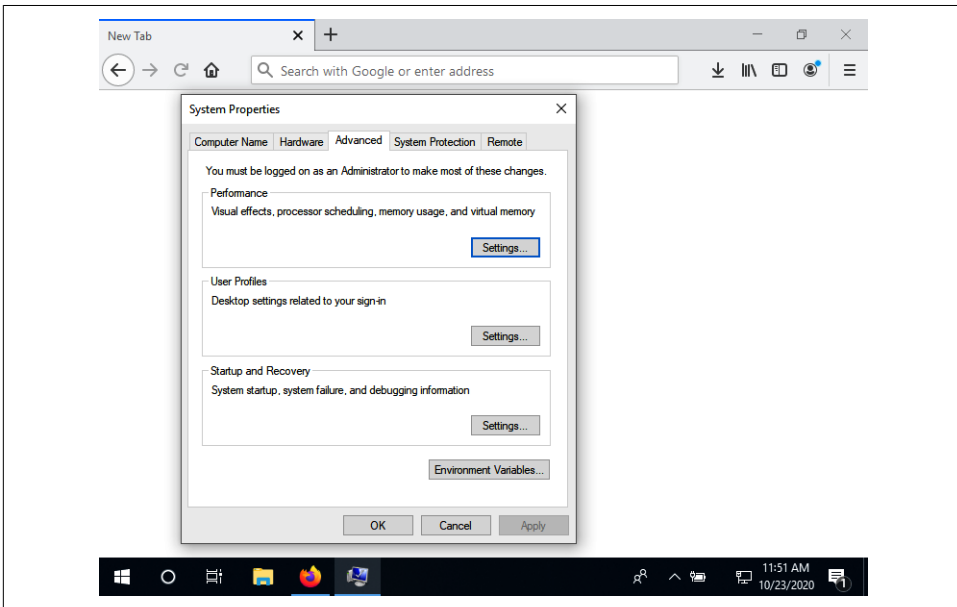 New Tab
Search with Google or enter address
System Properties
Computer Name Hardware Advanced System Protection Remote
You must be logged on as an Administrator to make most of these changes.
Performance
Visual effects, processor scheduling, memory usage, and virtual memory
Settings...
User Profiles
Desktop settings related to your sign-in
Settings...
Startup and Recovery
System startup, system failure, and debugging information
Settings...
Environment Variables...
OK Cancel Apply
11:51 AM
10/23/2020
1